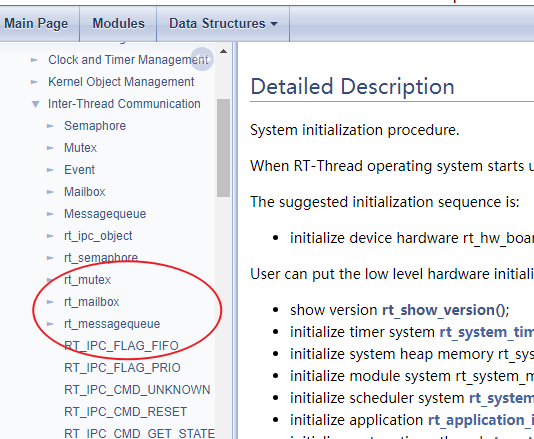 Main Page
Modules
Data Structures
Clock and Timer Management
Kernel Object Management
Inter-Thread Communication
Semaphore
Mutex
Event
Mailbox
Messagequeue
rt_ipc_object
rt_semaphore
rt_mutex
rt_mailbox
rt_messagequeue
RT_IPC_FLAG_FIFO
RT_IPC_FLAG_PRIO
RT_IPC_CMD_UNKNOWN
RT_IPC_CMD_RESET
RT_IPC_CMD_GET_STATE
Detailed Description
System initialization procedure.
When RT-Thread operating system starts u
The suggested initialization sequence is:
initialize device hardware rt_hw_boar
User can put the low level hardware initiali
show version rt_show_version();
initialize timer system rt_system_tim
initialize system heap memory rt_sys
initialize module system rt_system_m
initialize scheduler system rt_system
initialize application rt_application_i